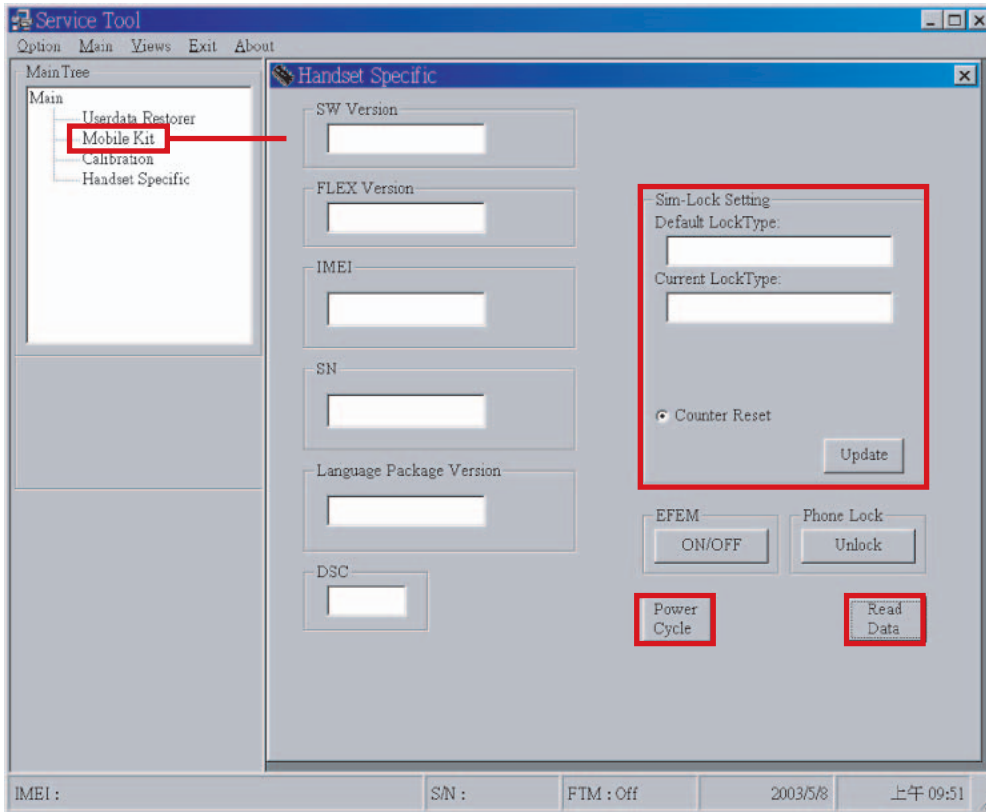 Service Tool
Option Main Views Exit About
Main Tree
Main
Userdata Restorer
Mobile Kit
Calibration
Handset Specific
Handset Specific
SW Version
FLEX Version
IMEI
SN
Language Package Version
DSC
Sim-Lock Setting
Default LockType:
Current LockType:
Counter Reset
Update
EFEM
ON/OFF
Phone Lock
Unlock
Power
Cycle
Read
Data
IMEI : S/N : FTM : Off 2003/5/8 上午 09:51